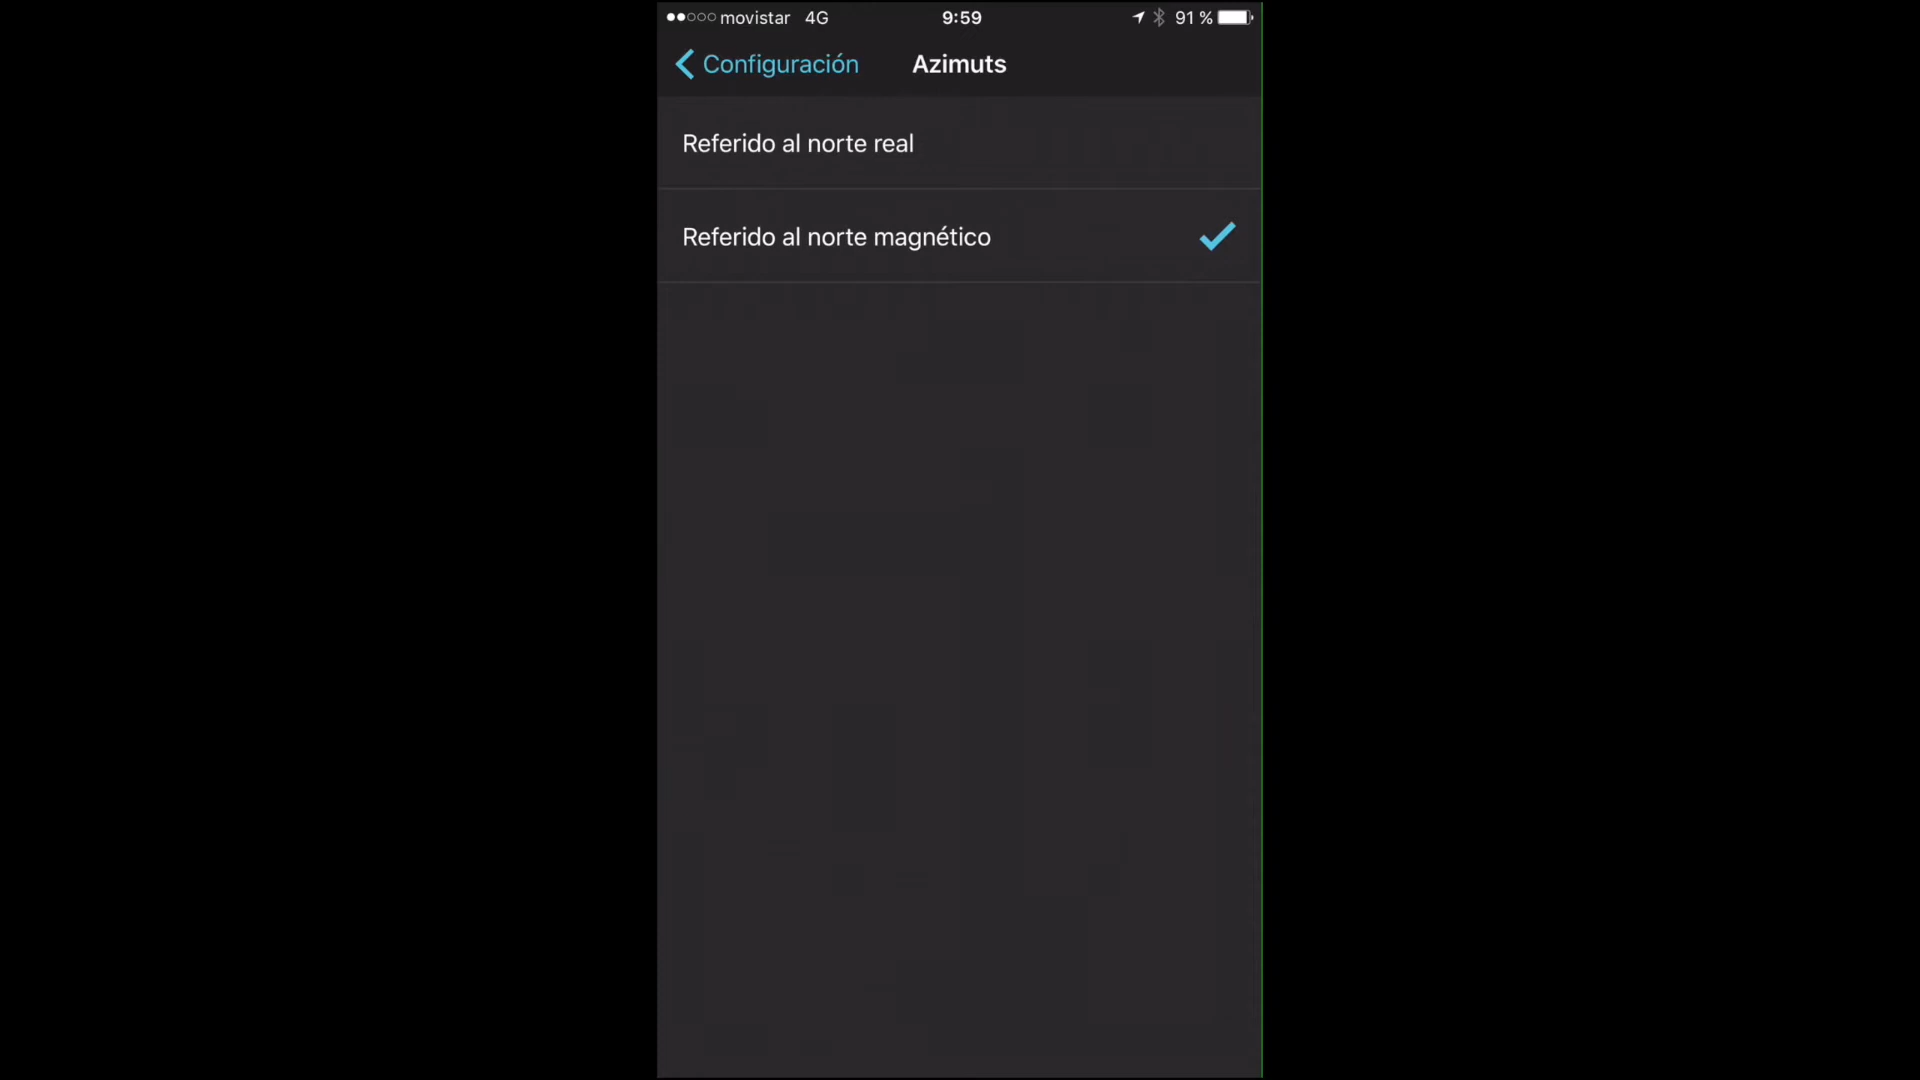 movistar 4G 9:59 91 %
Configuración Azimuts
Referido al norte real
Referido al norte magnético